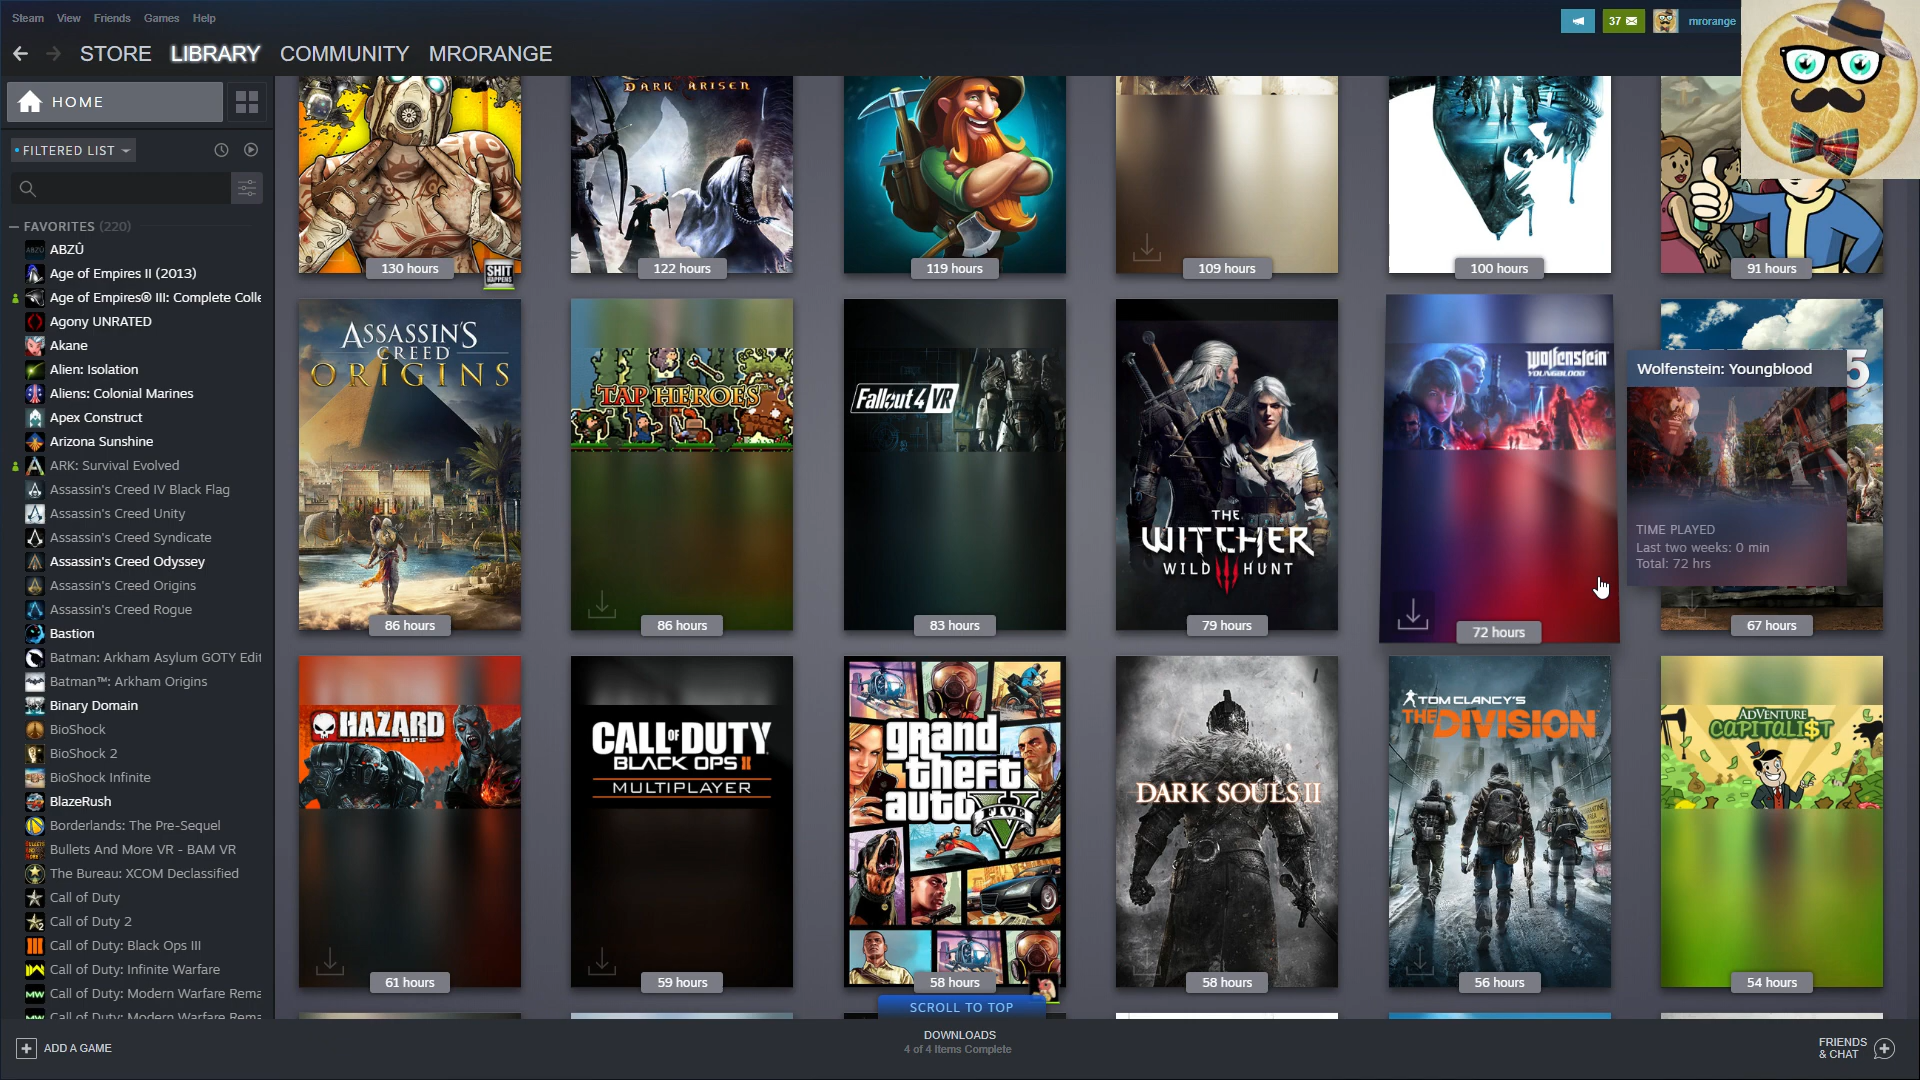 Steam View Friends Games Help
37
mrorange
STORE LIBRARY COMMUNITY MRORANGE
HOME
FILTERED LIST
FAVORITES (220)
ABZÛ
Age of Empires II (2013)
Age of Empires® III: Complete Colle
Agony UNRATED
Akane
Alien: Isolation
Aliens: Colonial Marines
Apex Construct
Arizona Sunshine
ARK: Survival Evolved
Assassin's Creed IV Black Flag
Assassin's Creed Unity
Assassin's Creed Syndicate
Assassin's Creed Odyssey
Assassin's Creed Origins
Assassin's Creed Rogue
Bastion
Batman: Arkham Asylum GOTY Edit
Batman™: Arkham Origins
Binary Domain
BioShock
BioShock 2
BioShock Infinite
BlazeRush
Borderlands: The Pre-Sequel
Bullets And More VR - BAM VR
The Bureau: XCOM Declassified
Call of Duty
Call of Duty 2
Call of Duty: Black Ops III
Call of Duty: Infinite Warfare
Call of Duty: Modern Warfare Rema
Call of Duty: Modern Warfare Rema
DARK ARISEN
130 hours
SHIT
HAPPENS
122 hours
119 hours
109 hours
100 hours
91 hours
ASSASSIN'S
CREED
ORIGINS
86 hours
TAP HEROES
86 hours
Fallout 4 VR
83 hours
THE
WITCHER
WILD HUNT
79 hours
wolfenstein
YOUNGBLOOD
72 hours
5
Wolfenstein: Youngblood
TIME PLAYED
Last two weeks: 0 min
Total: 72 hrs
67 hours
HAZARD
OPS
61 hours
CALL OF DUTY
BLACK OPS II
MULTIPLAYER
59 hours
grand
theft
auto
V
FIVE
58 hours
DARK SOULS II
58 hours
TOM CLANCY'S
THE DIVISION
56 hours
ADVENTURE
CAPITALI$T
54 hours
SCROLL TO TOP
ADD A GAME
DOWNLOADS
4 of 4 Items Complete
FRIENDS
& CHAT